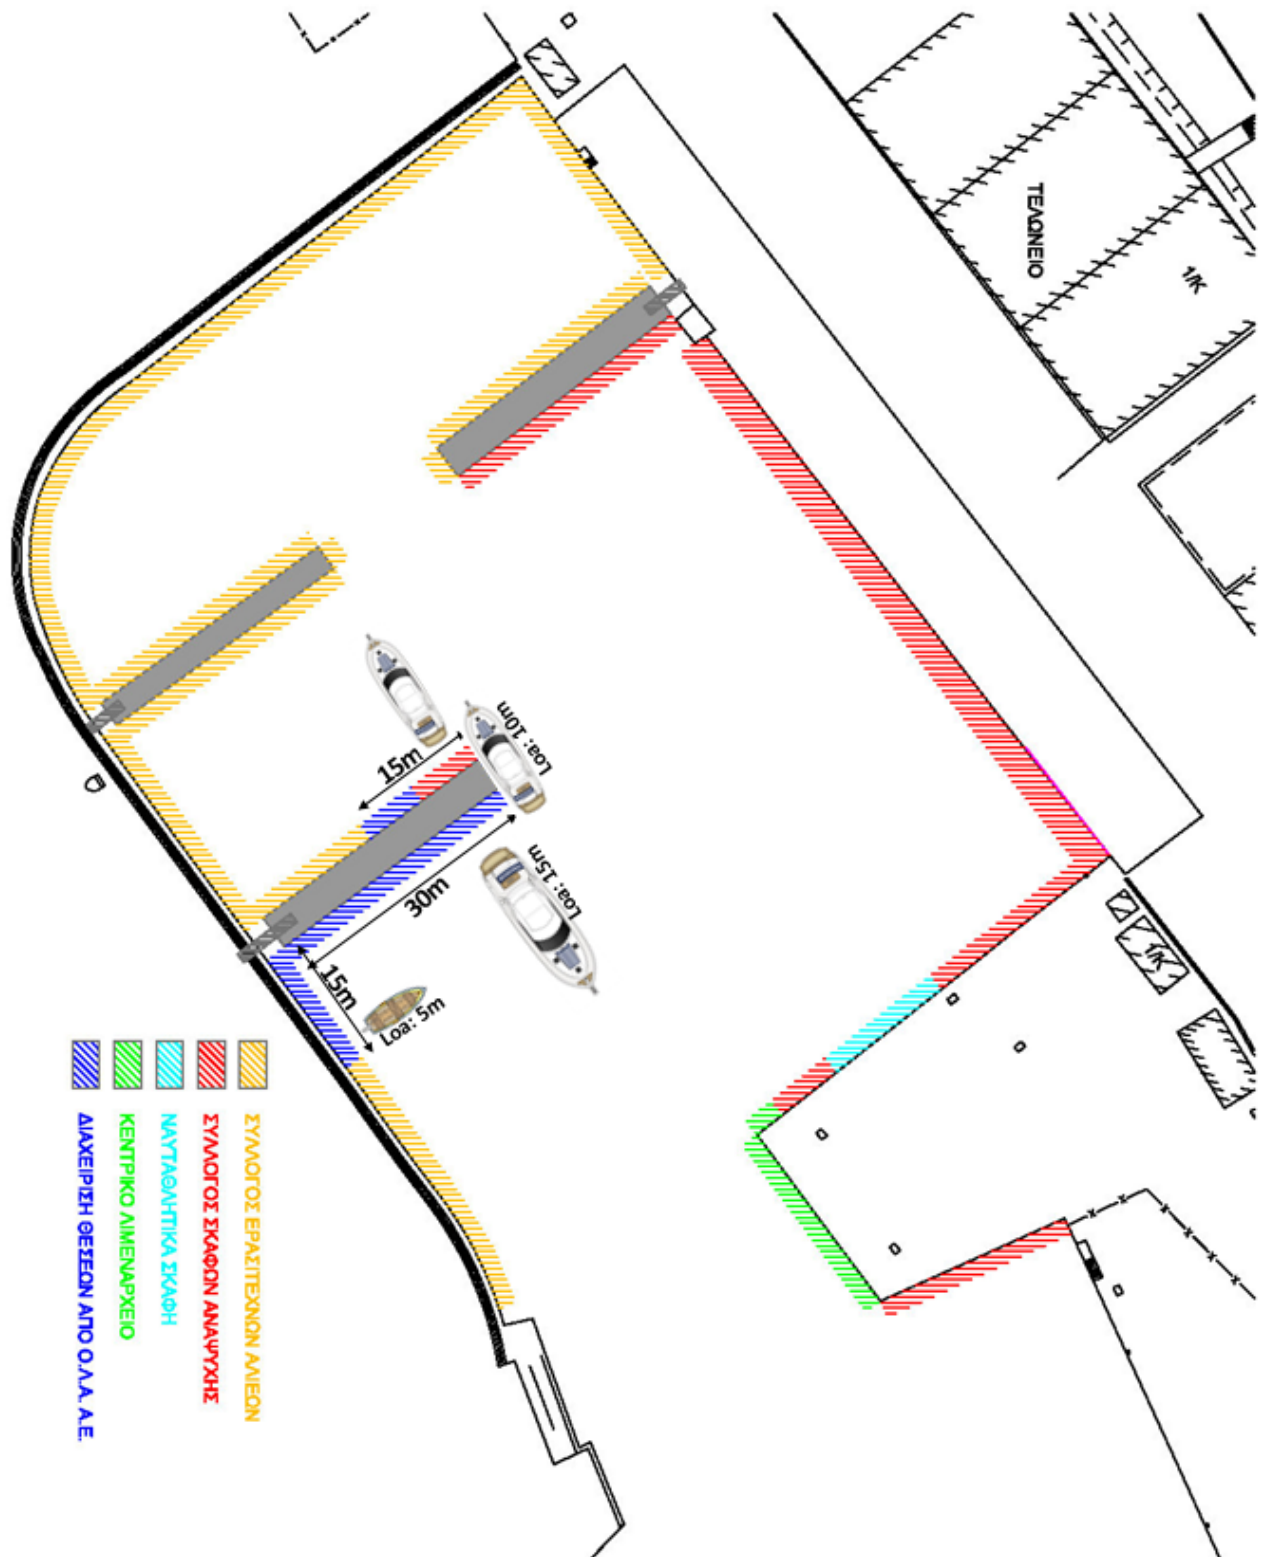 ΤΕΛΩΝΕΙΟ
1/Κ
1/Κ
Loa: 10m
15m
Loa: 15m
30m
15m
Loa: 5m
ΣΥΛΛΟΓΟΣ ΕΡΑΣΙΤΕΧΝΩΝ ΑΛΙΕΩΝ
ΣΥΛΛΟΓΟΣ ΣΚΑΦΩΝ ΑΝΑΨΥΧΗΣ
ΝΑΥΤΑΘΛΗΤΙΚΑ ΣΚΑΦΗ
ΚΕΝΤΡΙΚΟ ΛΙΜΕΝΑΡΧΕΙΟ
ΔΙΑΧΕΙΡΙΣΗ ΘΕΣΕΩΝ ΑΠΟ Ο.Λ.Α. Α.Ε.